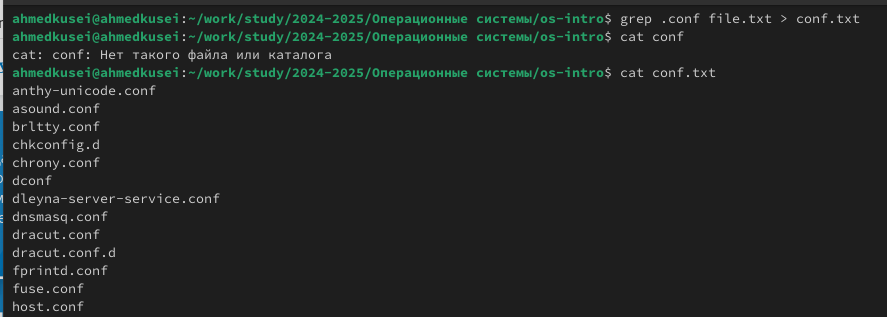 ahmedkusei@ahmedkusei:~/work/study/2024-2025/Операционные системы/os-intro$ grep .conf file.txt > conf.txt
ahmedkusei@ahmedkusei:~/work/study/2024-2025/Операционные системы/os-intro$ cat conf
cat: conf: Нет такого файла или каталога
ahmedkusei@ahmedkusei:~/work/study/2024-2025/Операционные системы/os-intro$ cat conf.txt
anthy-unicode.conf
asound.conf
brltty.conf
chkconfig.d
chrony.conf
dconf
dleyna-server-service.conf
dnsmasq.conf
dracut.conf
dracut.conf.d
fprintd.conf
fuse.conf
host.conf